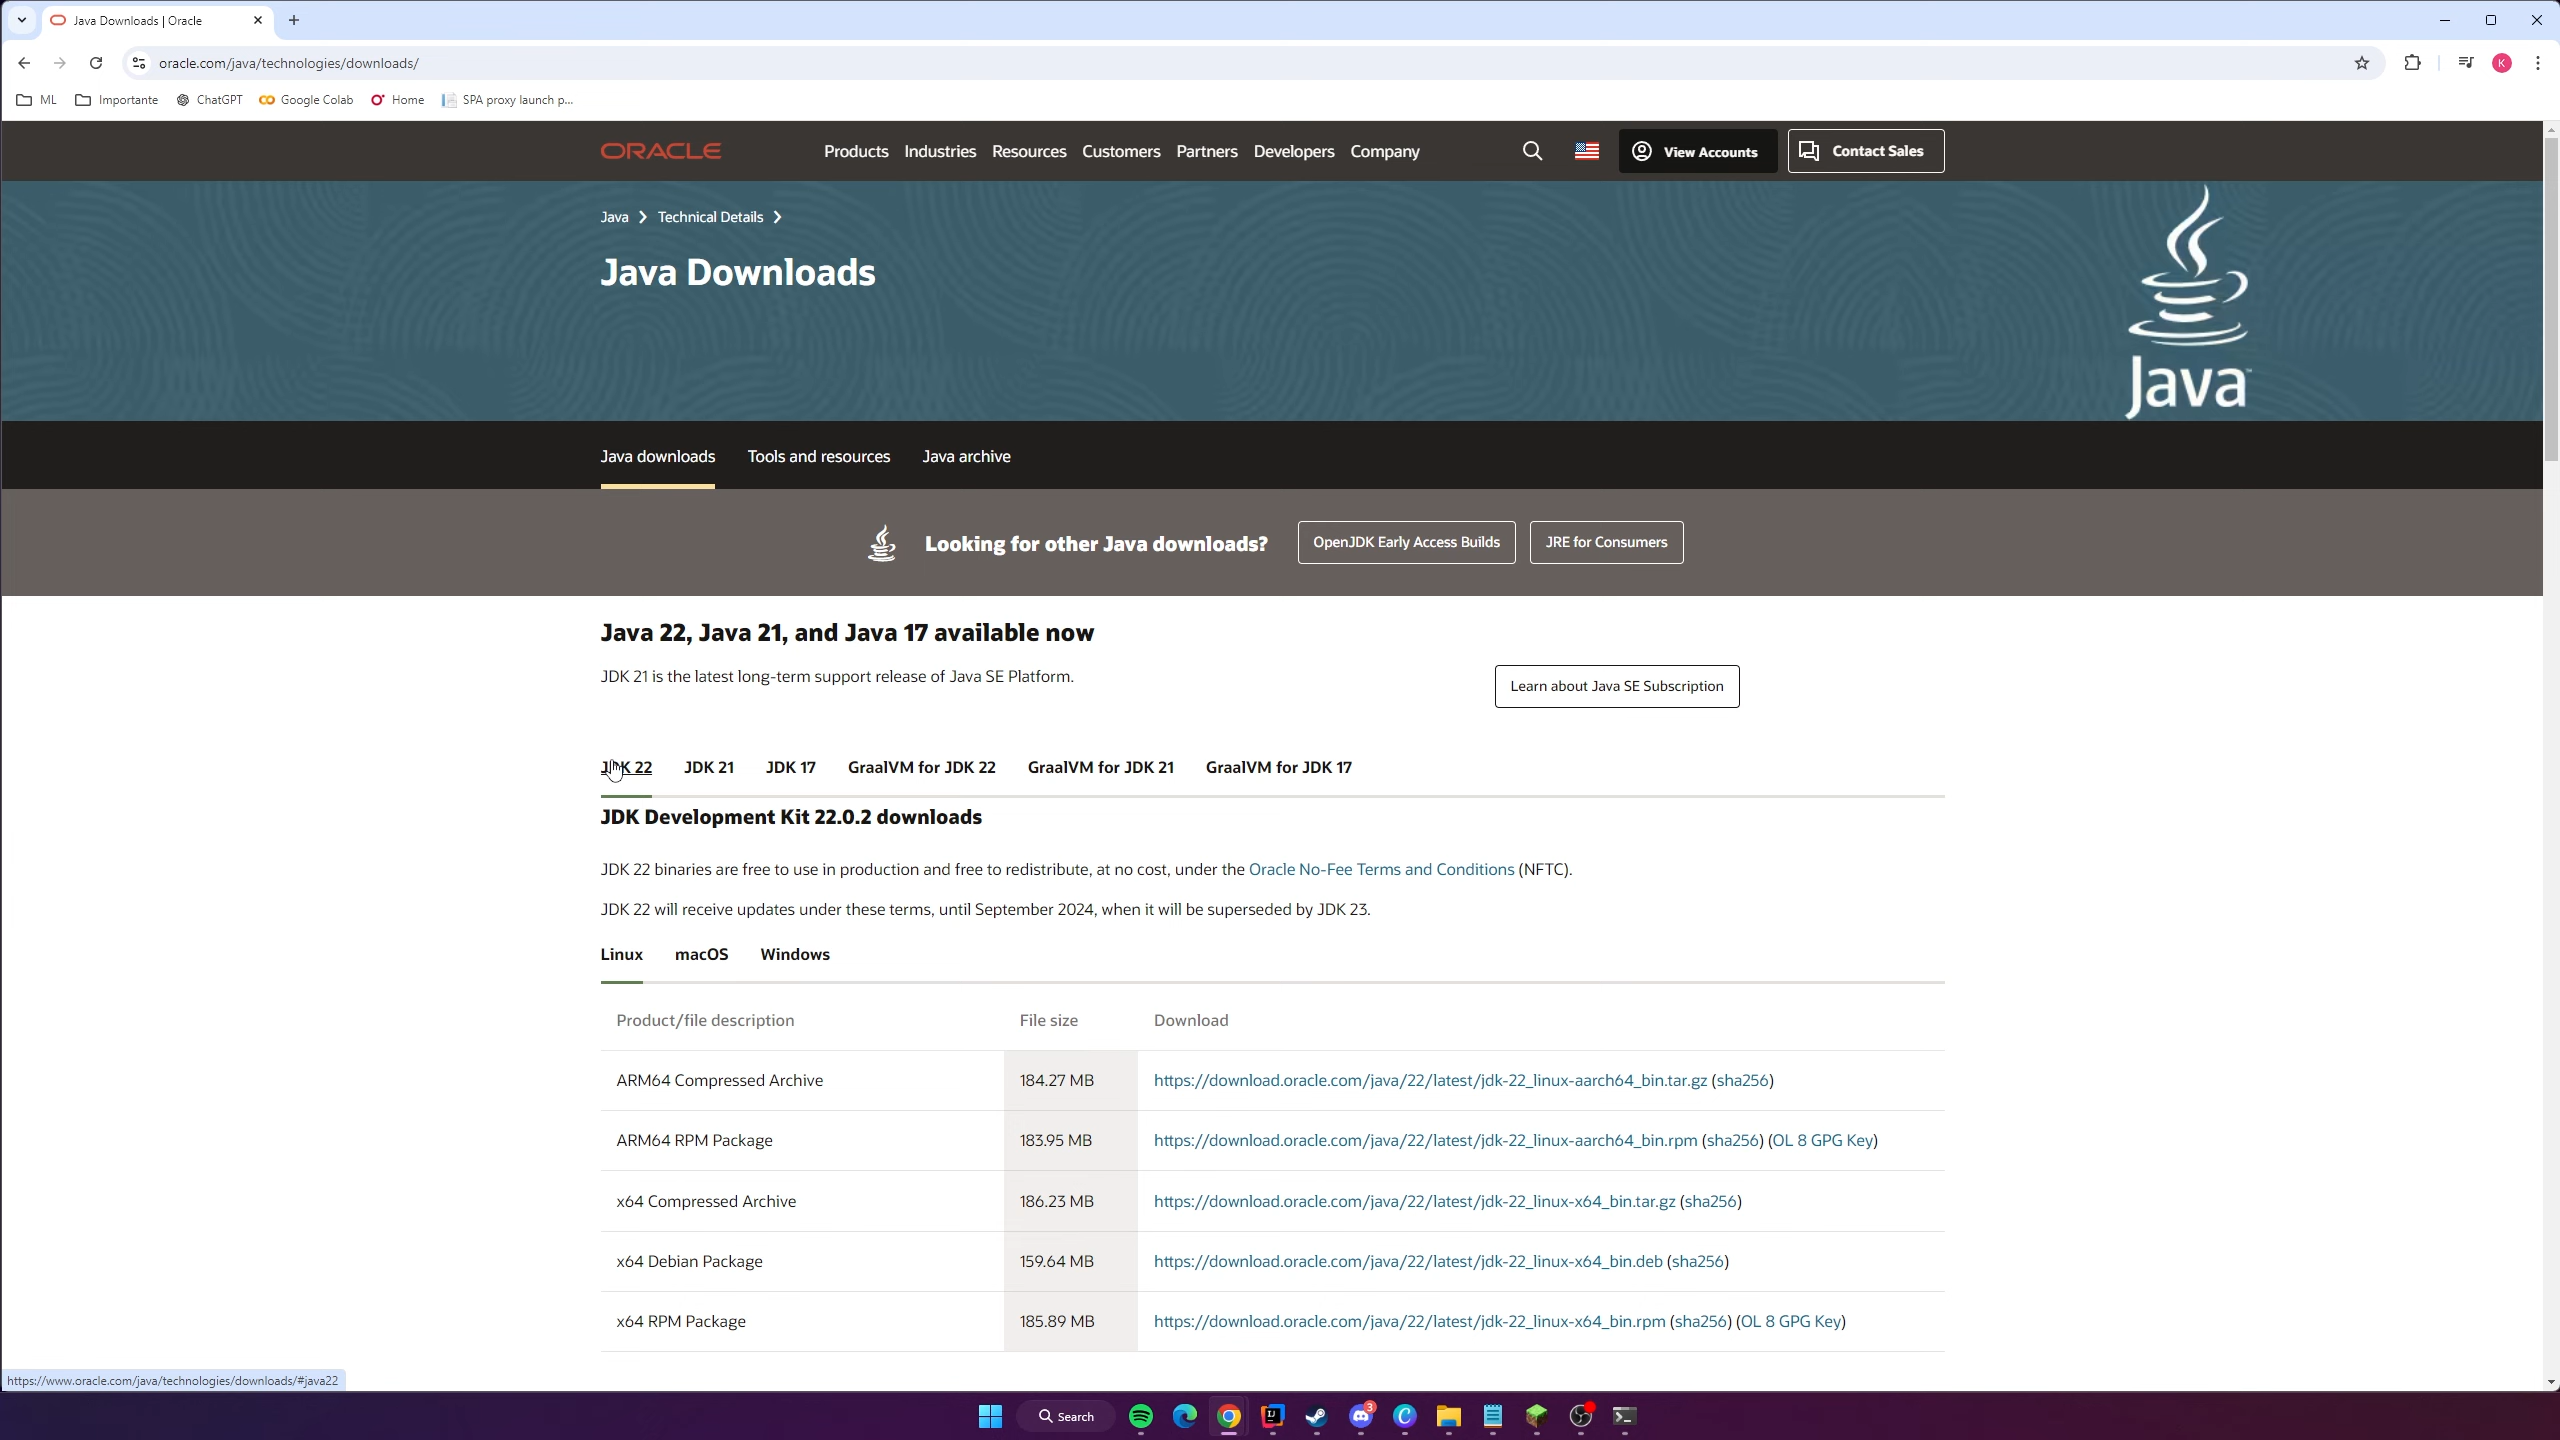 Java Downloads | Oracle
oracle.com/java/technologies/downloads/
K
ML Importante ChatGPT Google Colab Home SPA proxy launch p...
ORACLE Products Industries Resources Customers Partners Developers Company View Accounts Contact Sales
Java Technical Details
Java Downloads
Java
Java downloads Tools and resources Java archive
Looking for other Java downloads? OpenJDK Early Access Builds JRE for Consumers
Java 22, Java 21, and Java 17 available now
JDK 21 is the latest long-term support release of Java SE Platform.
Learn about Java SE Subscription
JDK 22 JDK 21 JDK 17 GraalVM for JDK 22 GraalVM for JDK 21 GraalVM for JDK 17
JDK Development Kit 22.0.2 downloads
JDK 22 binaries are free to use in production and free to redistribute, at no cost, under the Oracle No-Fee Terms and Conditions (NFTC).
JDK 22 will receive updates under these terms, until September 2024, when it will be superseded by JDK 23.
Linux macOS Windows
Product/file description File size Download
ARM64 Compressed Archive 184.27 MB https://download.oracle.com/java/22/latest/jdk-22_linux-aarch64_bin.tar.gz (sha256)
ARM64 RPM Package 183.95 MB https://download.oracle.com/java/22/latest/jdk-22_linux-aarch64_bin.rpm (sha256) (OL 8 GPG Key)
x64 Compressed Archive 186.23 MB https://download.oracle.com/java/22/latest/jdk-22_linux-x64_bin.tar.gz (sha256)
x64 Debian Package 159.64 MB https://download.oracle.com/java/22/latest/jdk-22_linux-x64_bin.deb (sha256)
x64 RPM Package 185.89 MB https://download.oracle.com/java/22/latest/jdk-22_linux-x64_bin.rpm (sha256) (OL 8 GPG Key)
https://www.oracle.com/java/technologies/downloads/#java22
Search 3